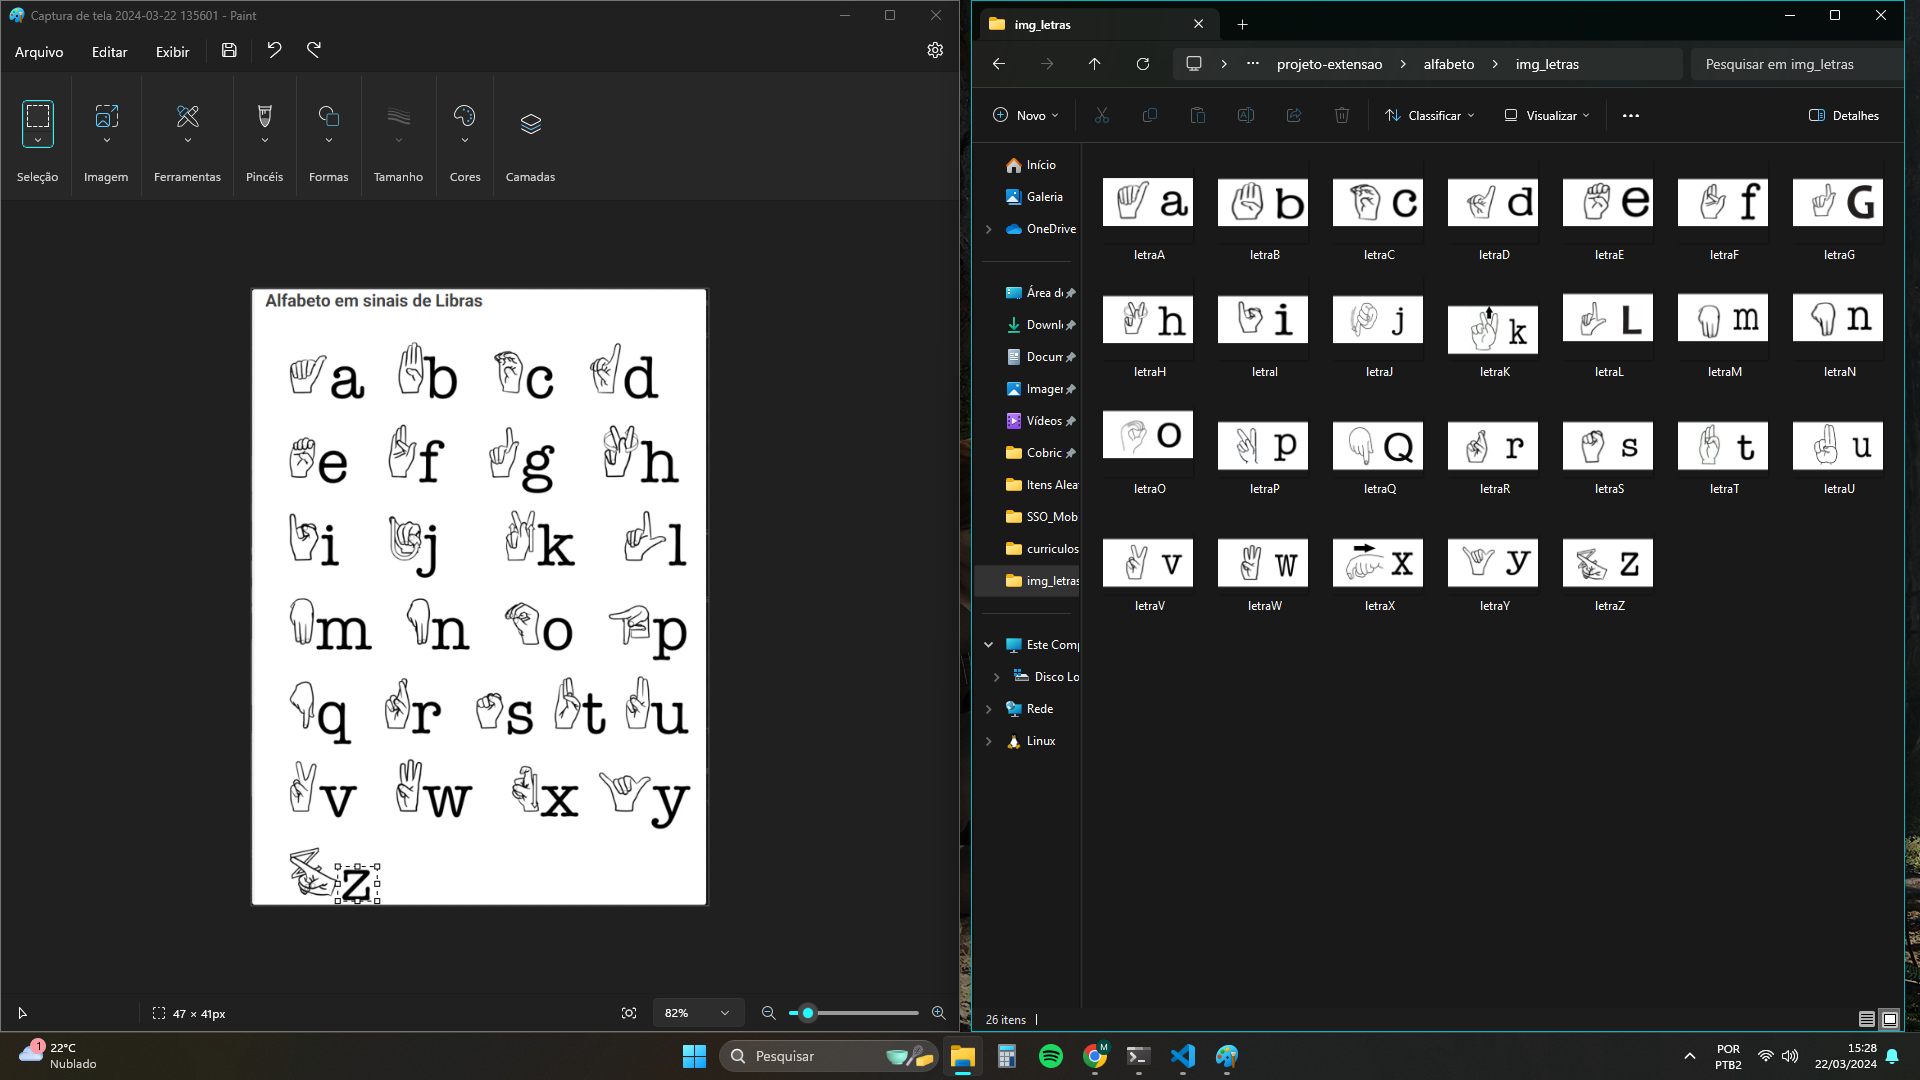 Captura de tela 2024-03-22 135601 - Paint
Arquivo Editar Exibir
Seleção Imagem Ferramentas Pincéis Formas Tamanho Cores Camadas
Alfabeto em sinais de Libras
a b c d
e f g h
i j k l
m n o p
q r s t u
v w x y
z
47 × 41px
82%
img_letras
projeto-extensao > alfabeto > img_letras
Pesquisar em img_letras
Novo Classificar Visualizar Detalhes
Início
Galeria
OneDrive
Área de
Downl
Docum
Imager
Vídeos
Cobric
Itens Alea
SSO_Mob
curriculos
img_letras
Este Comp
Disco Lo
Rede
Linux
a b c d e f G
letraA letraB letraC letraD letraE letraF letraG
h i j k L m n
letraH letraI letraJ letraK letraL letraM letraN
o p Q r s t u
letraO letraP letraQ letraR letraS letraT letraU
v w x y z
letraV letraW letraX letraY letraZ
26 itens
1
22°C
Nublado
Pesquisar
M
POR
PTB2
15:28
22/03/2024